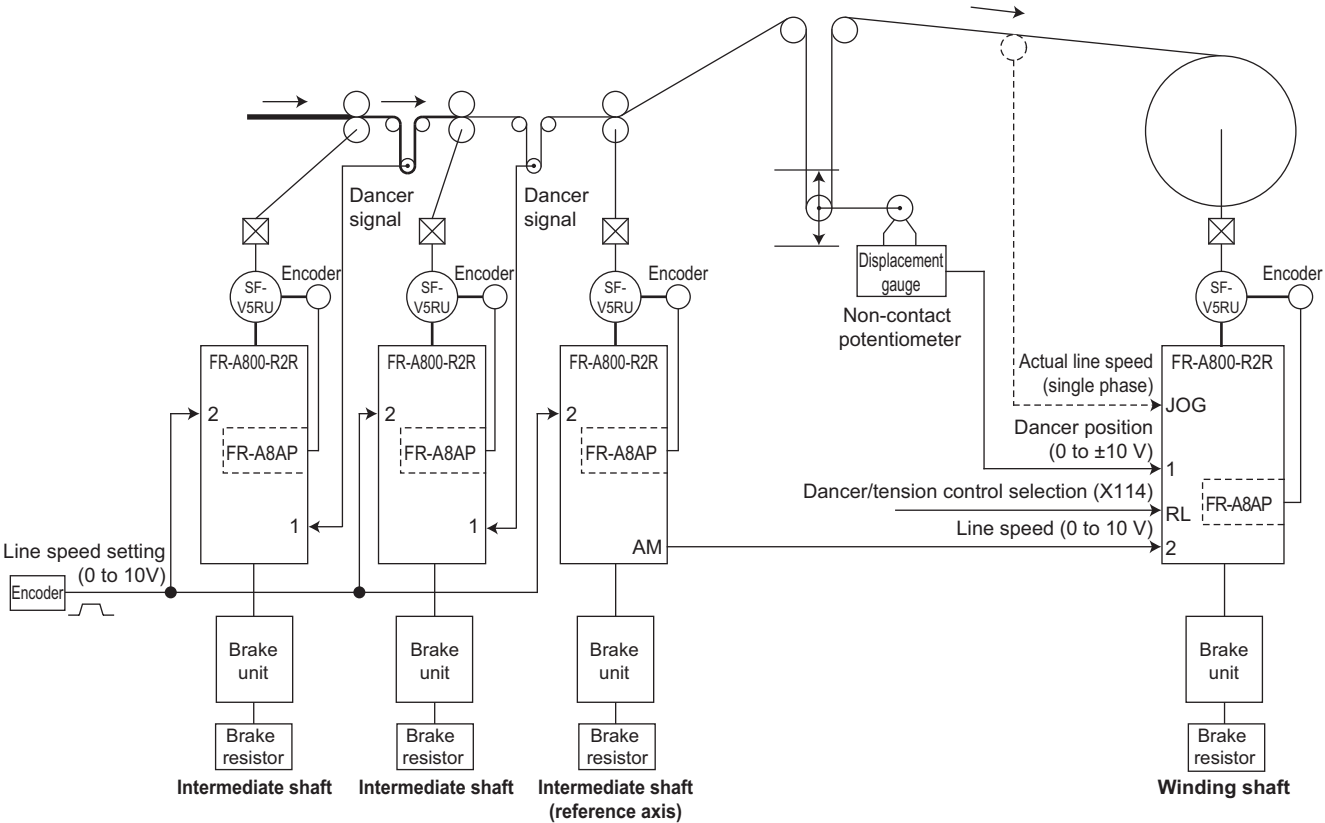 Dancer
signal
Dancer
signal
SF-
V5RU
Encoder
SF-
V5RU
Encoder
SF-
V5RU
Encoder
Displacement
gauge
Non-contact
potentiometer
SF-
V5RU
Encoder
FR-A800-R2R
2
FR-A8AP
1
FR-A800-R2R
2
FR-A8AP
1
FR-A800-R2R
2
FR-A8AP
AM
Actual line speed
(single phase)
Dancer position
(0 to ±10 V)
Dancer/tension control selection (X114)
Line speed (0 to 10 V)
FR-A800-R2R
JOG
1
RL
2
FR-A8AP
Line speed setting
(0 to 10V)
Encoder
Brake
unit
Brake
unit
Brake
unit
Brake
unit
Brake
resistor
Brake
resistor
Brake
resistor
Brake
resistor
Intermediate shaft
Intermediate shaft
Intermediate shaft
(reference axis)
Winding shaft